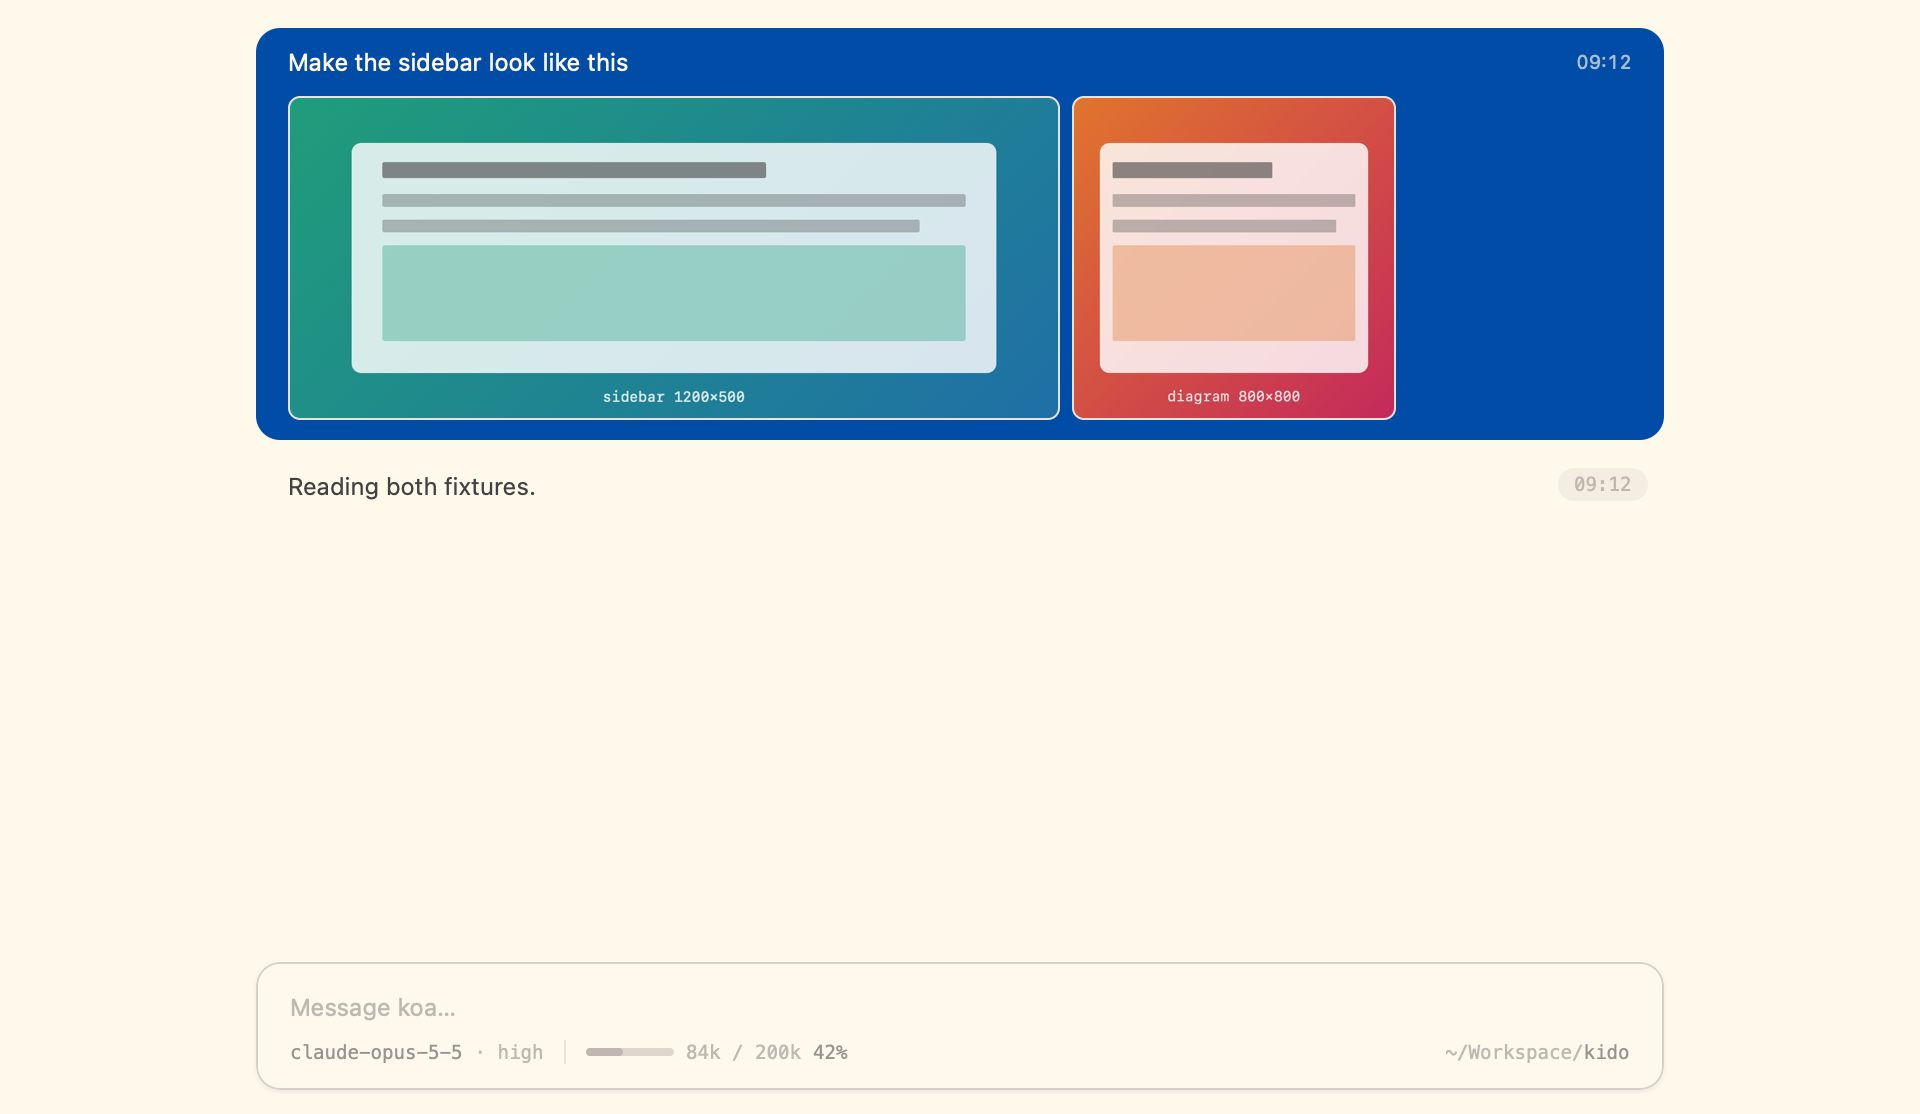 Make the sidebar look like this
09:12
sidebar 1200×500
diagram 800×800
Reading both fixtures.
09:12
Message koa...
claude-opus-5-5 · high
84k / 200k 42%
~/Workspace/kido